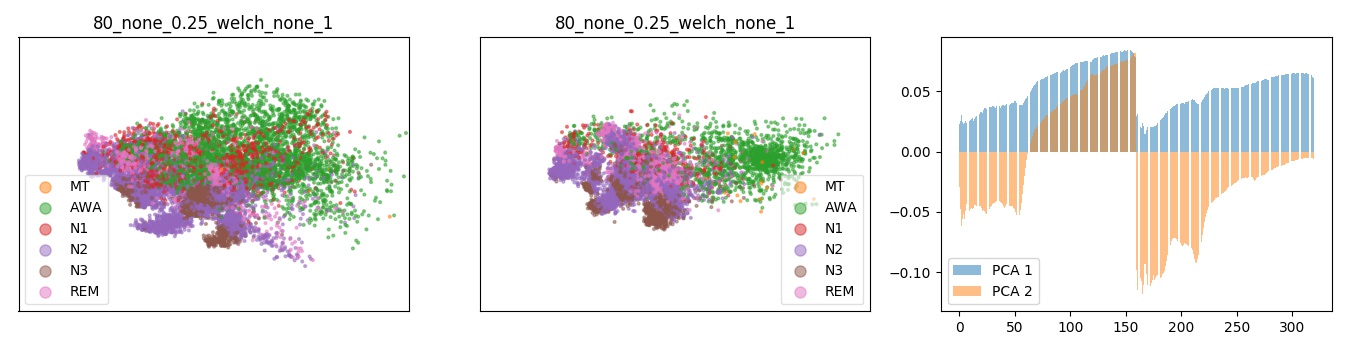 80_none_0.25_welch_none_1
MT
AWA
N1
N2
N3
REM
80_none_0.25_welch_none_1
MT
AWA
N1
N2
N3
REM
0.05
0.00
−0.05
−0.10
PCA 1
PCA 2
0 50 100 150 200 250 300